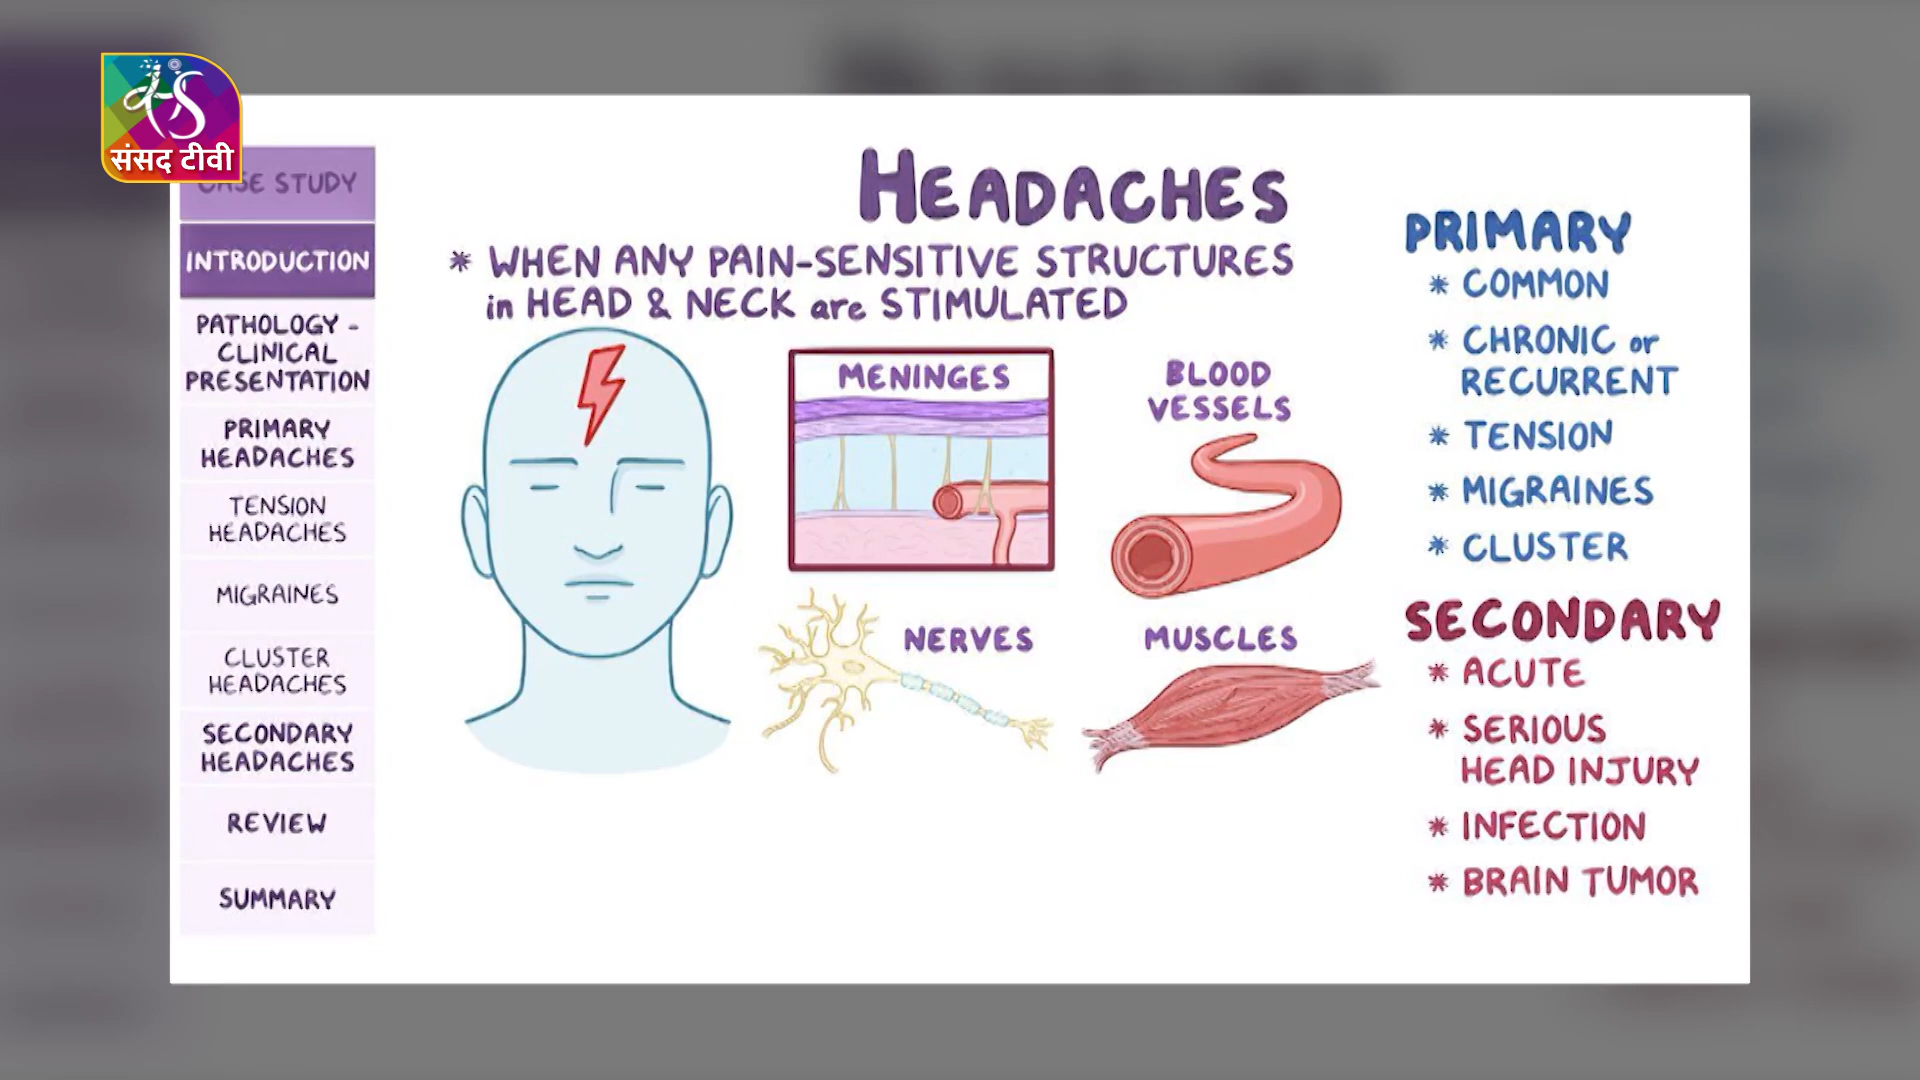 संसद टीवी
CASE STUDY
INTRODUCTION
PATHOLOGY -
CLINICAL
PRESENTATION
PRIMARY
HEADACHES
TENSION
HEADACHES
MIGRAINES
CLUSTER
HEADACHES
SECONDARY
HEADACHES
REVIEW
SUMMARY
HEADACHES
* WHEN ANY PAIN-SENSITIVE STRUCTURES
in HEAD & NECK are STIMULATED
MENINGES
BLOOD
VESSELS
NERVES
MUSCLES
PRIMARY
* COMMON
* CHRONIC or
RECURRENT
* TENSION
* MIGRAINES
* CLUSTER
SECONDARY
* ACUTE
* SERIOUS
HEAD INJURY
* INFECTION
* BRAIN TUMOR